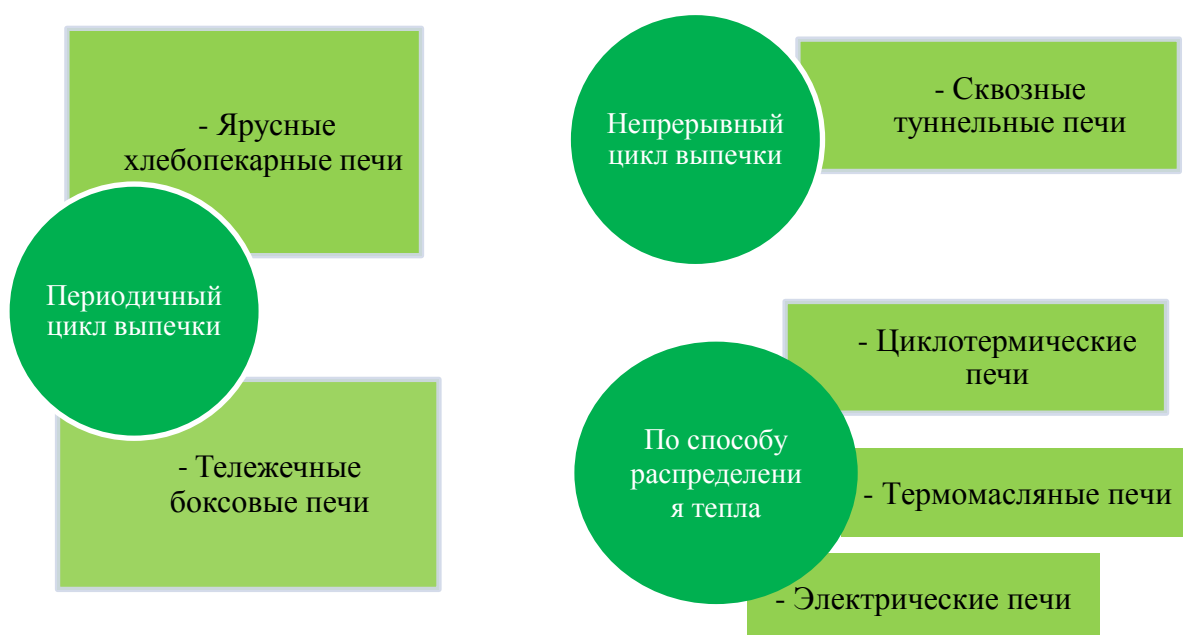 - Ярусные
хлебопекарные печи
Периодичный
цикл выпечки
- Тележечные
боксовые печи
Непрерывный
цикл выпечки
- Сквозные
туннельные печи
По способу
распределени
я тепла
- Циклотермические
печи
- Термомасляные печи
- Электрические печи